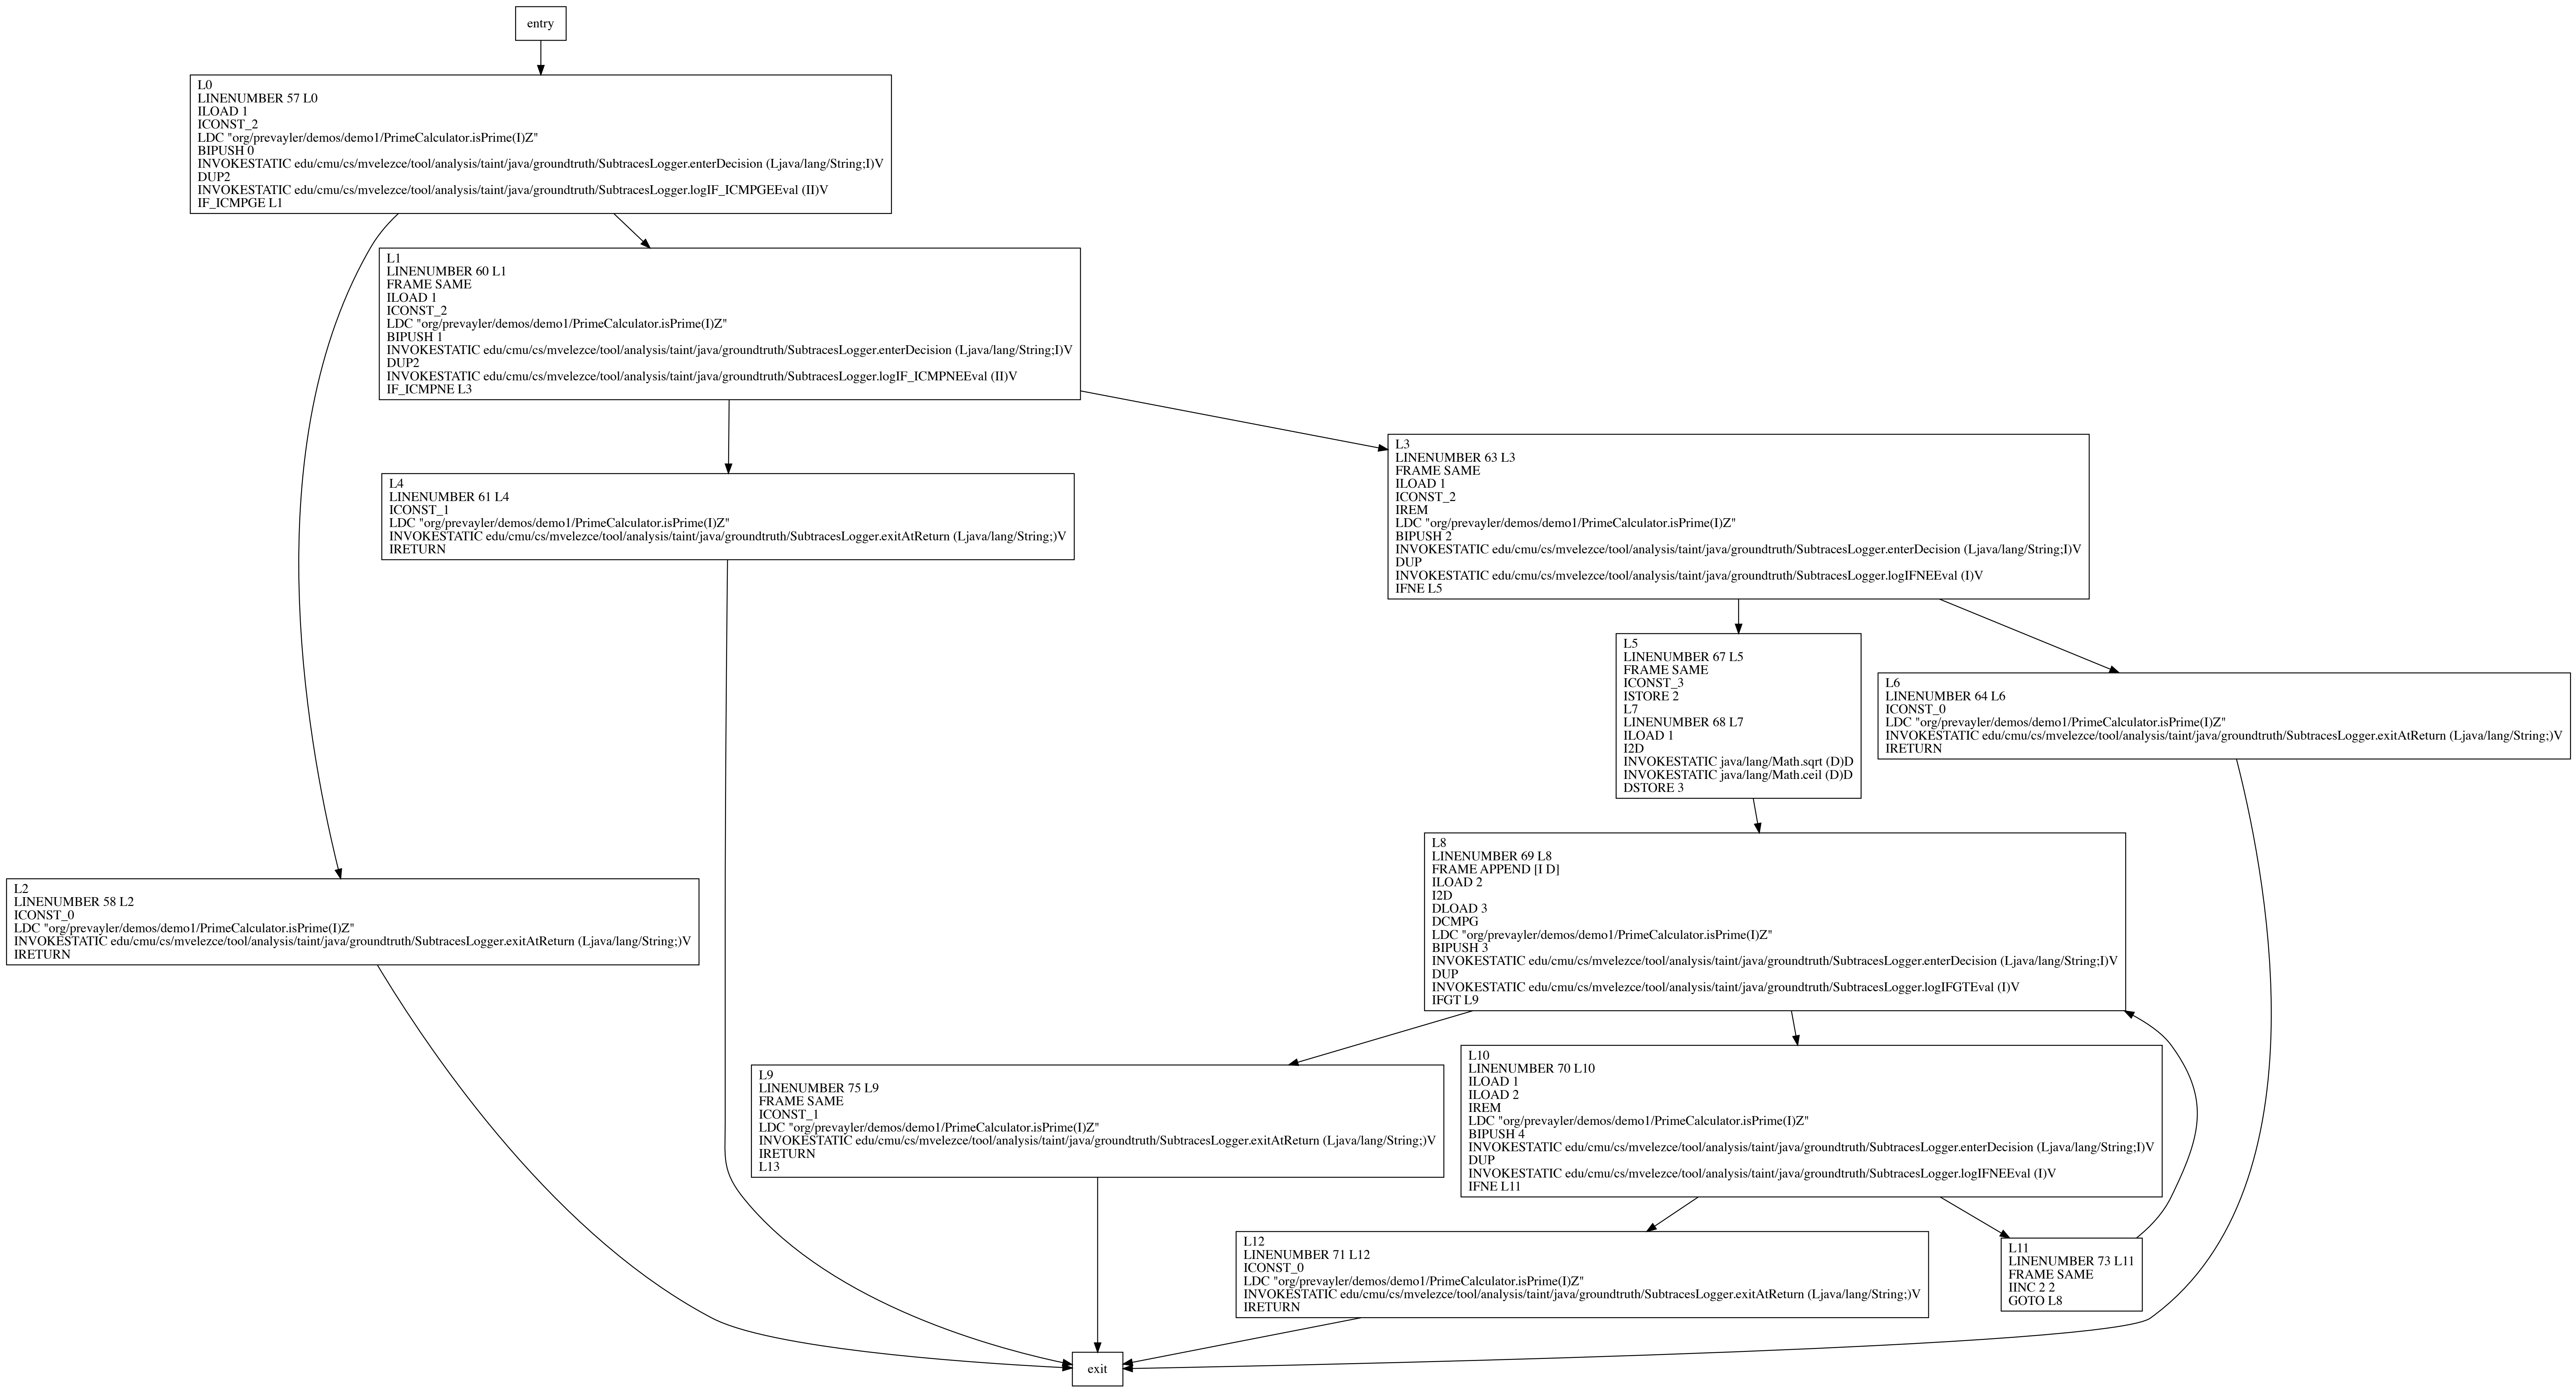 entry
L0
LINENUMBER 57 L0
ILOAD 1
ICONST_2
LDC "org/prevayler/demos/demo1/PrimeCalculator.isPrime(I)Z"
BIPUSH 0
INVOKESTATIC edu/cmu/cs/mvelezce/tool/analysis/taint/java/groundtruth/SubtracesLogger.enterDecision (Ljava/lang/String;I)V
DUP2
INVOKESTATIC edu/cmu/cs/mvelezce/tool/analysis/taint/java/groundtruth/SubtracesLogger.logIF_ICMPGEEval (II)V
IF_ICMPGE L1
L1
LINENUMBER 60 L1
FRAME SAME
ILOAD 1
ICONST_2
LDC "org/prevayler/demos/demo1/PrimeCalculator.isPrime(I)Z"
BIPUSH 1
INVOKESTATIC edu/cmu/cs/mvelezce/tool/analysis/taint/java/groundtruth/SubtracesLogger.enterDecision (Ljava/lang/String;I)V
DUP2
INVOKESTATIC edu/cmu/cs/mvelezce/tool/analysis/taint/java/groundtruth/SubtracesLogger.logIF_ICMPNEEval (II)V
IF_ICMPNE L3
L3
LINENUMBER 63 L3
FRAME SAME
ILOAD 1
ICONST_2
IREM
LDC "org/prevayler/demos/demo1/PrimeCalculator.isPrime(I)Z"
BIPUSH 2
INVOKESTATIC edu/cmu/cs/mvelezce/tool/analysis/taint/java/groundtruth/SubtracesLogger.enterDecision (Ljava/lang/String;I)V
DUP
INVOKESTATIC edu/cmu/cs/mvelezce/tool/analysis/taint/java/groundtruth/SubtracesLogger.logIFNEEval (I)V
IFNE L5
L4
LINENUMBER 61 L4
ICONST_1
LDC "org/prevayler/demos/demo1/PrimeCalculator.isPrime(I)Z"
INVOKESTATIC edu/cmu/cs/mvelezce/tool/analysis/taint/java/groundtruth/SubtracesLogger.exitAtReturn (Ljava/lang/String;)V
IRETURN
L5
LINENUMBER 67 L5
FRAME SAME
ICONST_3
ISTORE 2
L7
LINENUMBER 68 L7
ILOAD 1
I2D
INVOKESTATIC java/lang/Math.sqrt (D)D
INVOKESTATIC java/lang/Math.ceil (D)D
DSTORE 3
L6
LINENUMBER 64 L6
ICONST_0
LDC "org/prevayler/demos/demo1/PrimeCalculator.isPrime(I)Z"
INVOKESTATIC edu/cmu/cs/mvelezce/tool/analysis/taint/java/groundtruth/SubtracesLogger.exitAtReturn (Ljava/lang/String;)V
IRETURN
L8
LINENUMBER 69 L8
FRAME APPEND [I D]
ILOAD 2
I2D
DLOAD 3
DCMPG
LDC "org/prevayler/demos/demo1/PrimeCalculator.isPrime(I)Z"
BIPUSH 3
INVOKESTATIC edu/cmu/cs/mvelezce/tool/analysis/taint/java/groundtruth/SubtracesLogger.enterDecision (Ljava/lang/String;I)V
DUP
INVOKESTATIC edu/cmu/cs/mvelezce/tool/analysis/taint/java/groundtruth/SubtracesLogger.logIFGTEval (I)V
IFGT L9
L2
LINENUMBER 58 L2
ICONST_0
LDC "org/prevayler/demos/demo1/PrimeCalculator.isPrime(I)Z"
INVOKESTATIC edu/cmu/cs/mvelezce/tool/analysis/taint/java/groundtruth/SubtracesLogger.exitAtReturn (Ljava/lang/String;)V
IRETURN
L9
LINENUMBER 75 L9
FRAME SAME
ICONST_1
LDC "org/prevayler/demos/demo1/PrimeCalculator.isPrime(I)Z"
INVOKESTATIC edu/cmu/cs/mvelezce/tool/analysis/taint/java/groundtruth/SubtracesLogger.exitAtReturn (Ljava/lang/String;)V
IRETURN
L13
L10
LINENUMBER 70 L10
ILOAD 1
ILOAD 2
IREM
LDC "org/prevayler/demos/demo1/PrimeCalculator.isPrime(I)Z"
BIPUSH 4
INVOKESTATIC edu/cmu/cs/mvelezce/tool/analysis/taint/java/groundtruth/SubtracesLogger.enterDecision (Ljava/lang/String;I)V
DUP
INVOKESTATIC edu/cmu/cs/mvelezce/tool/analysis/taint/java/groundtruth/SubtracesLogger.logIFNEEval (I)V
IFNE L11
L12
LINENUMBER 71 L12
ICONST_0
LDC "org/prevayler/demos/demo1/PrimeCalculator.isPrime(I)Z"
INVOKESTATIC edu/cmu/cs/mvelezce/tool/analysis/taint/java/groundtruth/SubtracesLogger.exitAtReturn (Ljava/lang/String;)V
IRETURN
L11
LINENUMBER 73 L11
FRAME SAME
IINC 2 2
GOTO L8
exit